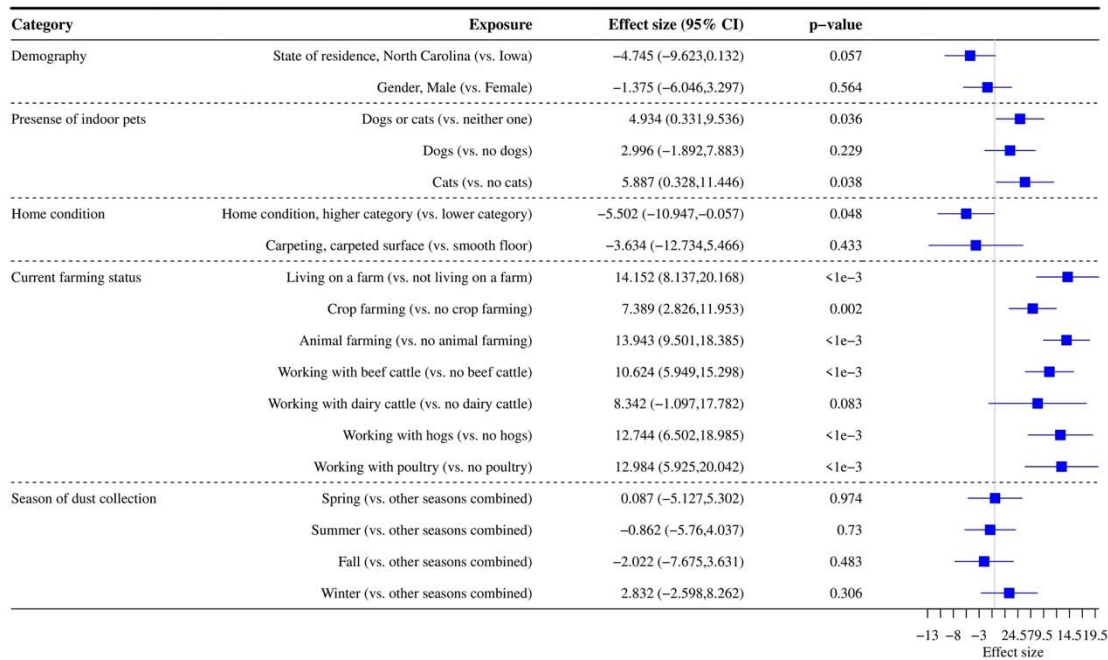 Category Exposure Effect size (95% CI) p−value
Demography State of residence, North Carolina (vs. Iowa) −4.745 (−9.623,0.132) 0.057
Gender, Male (vs. Female) −1.375 (−6.046,3.297) 0.564
Presense of indoor pets Dogs or cats (vs. neither one) 4.934 (0.331,9.536) 0.036
Dogs (vs. no dogs) 2.996 (−1.892,7.883) 0.229
Cats (vs. no cats) 5.887 (0.328,11.446) 0.038
Home condition Home condition, higher category (vs. lower category) −5.502 (−10.947,−0.057) 0.048
Carpeting, carpeted surface (vs. smooth floor) −3.634 (−12.734,5.466) 0.433
Current farming status Living on a farm (vs. not living on a farm) 14.152 (8.137,20.168) <1e−3
Crop farming (vs. no crop farming) 7.389 (2.826,11.953) 0.002
Animal farming (vs. no animal farming) 13.943 (9.501,18.385) <1e−3
Working with beef cattle (vs. no beef cattle) 10.624 (5.949,15.298) <1e−3
Working with dairy cattle (vs. no dairy cattle) 8.342 (−1.097,17.782) 0.083
Working with hogs (vs. no hogs) 12.744 (6.502,18.985) <1e−3
Working with poultry (vs. no poultry) 12.984 (5.925,20.042) <1e−3
Season of dust collection Spring (vs. other seasons combined) 0.087 (−5.127,5.302) 0.974
Summer (vs. other seasons combined) −0.862 (−5.76,4.037) 0.73
Fall (vs. other seasons combined) −2.022 (−7.675,3.631) 0.483
Winter (vs. other seasons combined) 2.832 (−2.598,8.262) 0.306
−13 −8 −3 24.579.5 14.519.5
Effect size